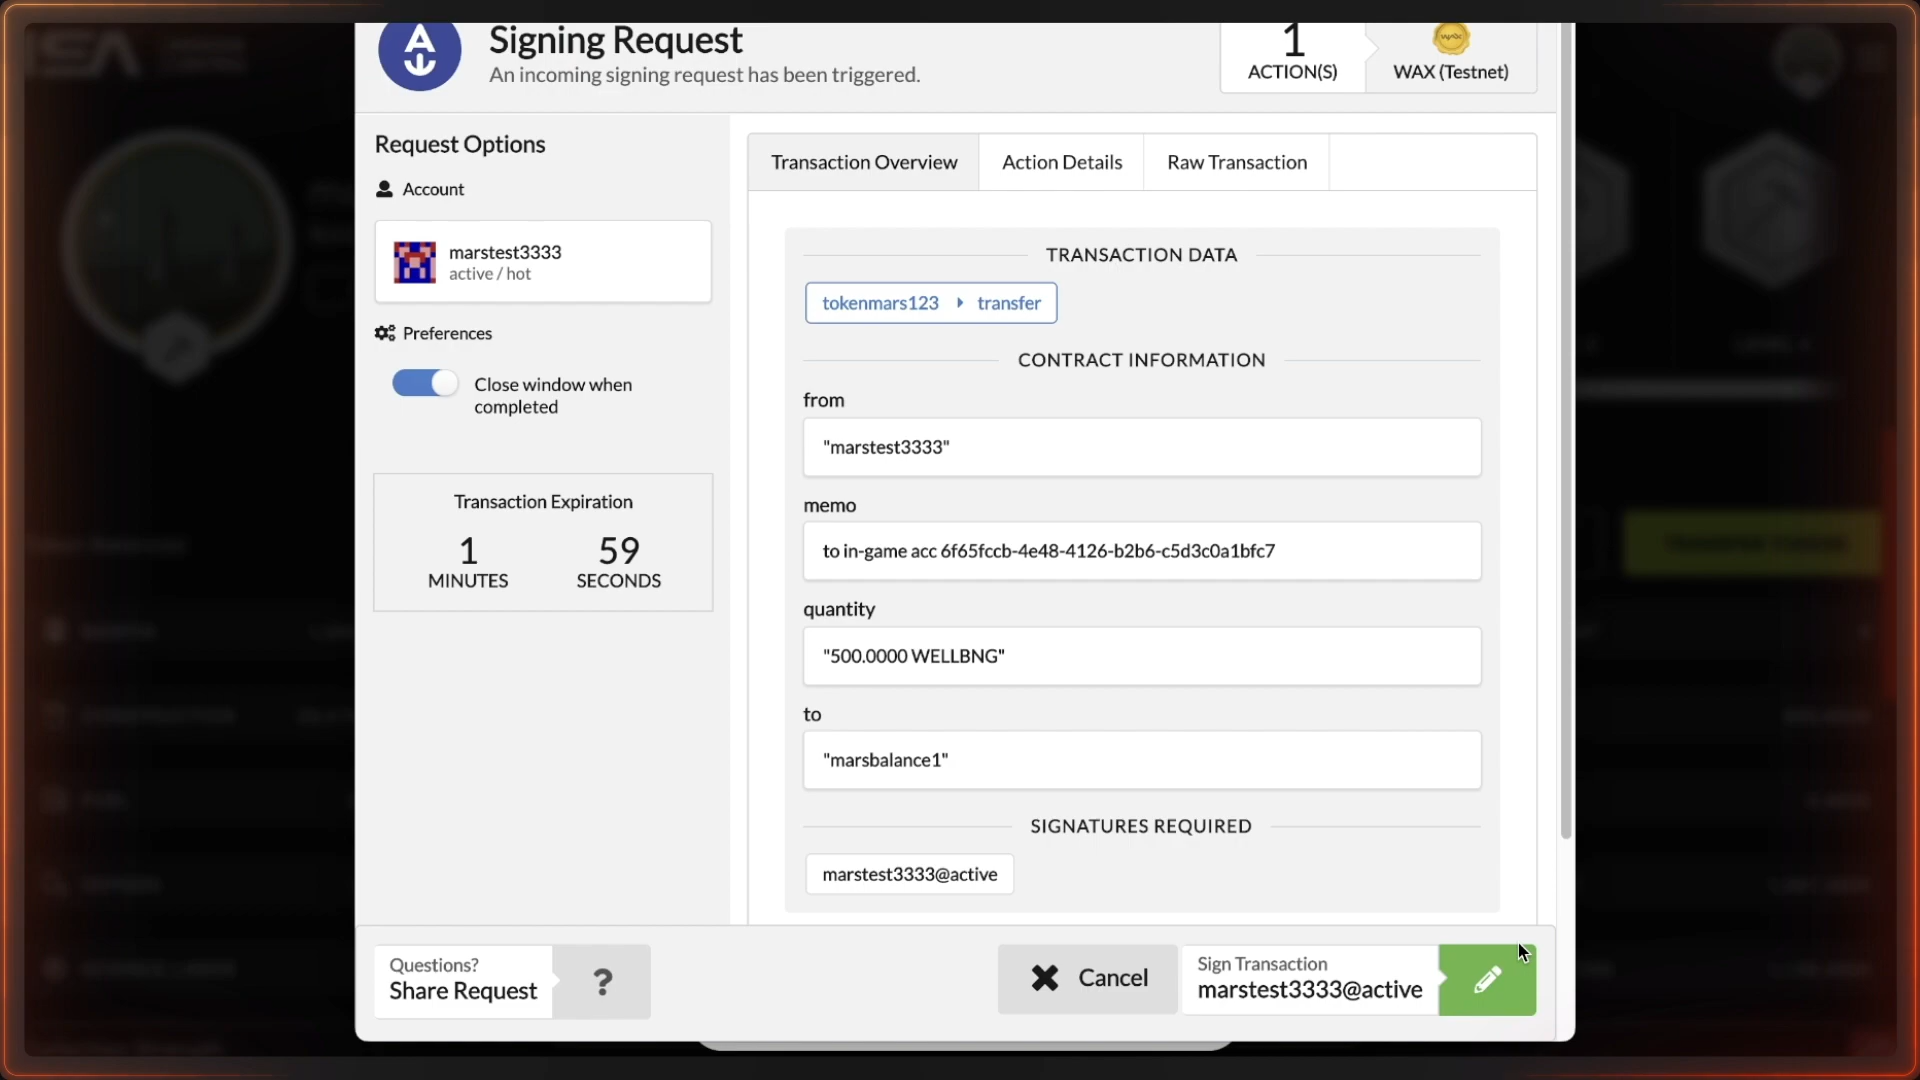 ISA
Signing Request
An incoming signing request has been triggered.
1
ACTION(S)
WAX (Testnet)
Request Options
Account
marstest3333
active / hot
Preferences
Close window when
completed
Transaction Expiration
1
MINUTES
59
SECONDS
Transaction Overview
Action Details
Raw Transaction
TRANSACTION DATA
tokenmars123 transfer
CONTRACT INFORMATION
from
"marstest3333"
memo
to in-game acc 6f65fccb-4e48-4126-b2b6-c5d3c0a1bfc7
quantity
"500.0000 WELLBNG"
to
"marsbalance1"
SIGNATURES REQUIRED
marstest3333@active
Questions?
Share Request
?
Cancel
Sign Transaction
marstest3333@active